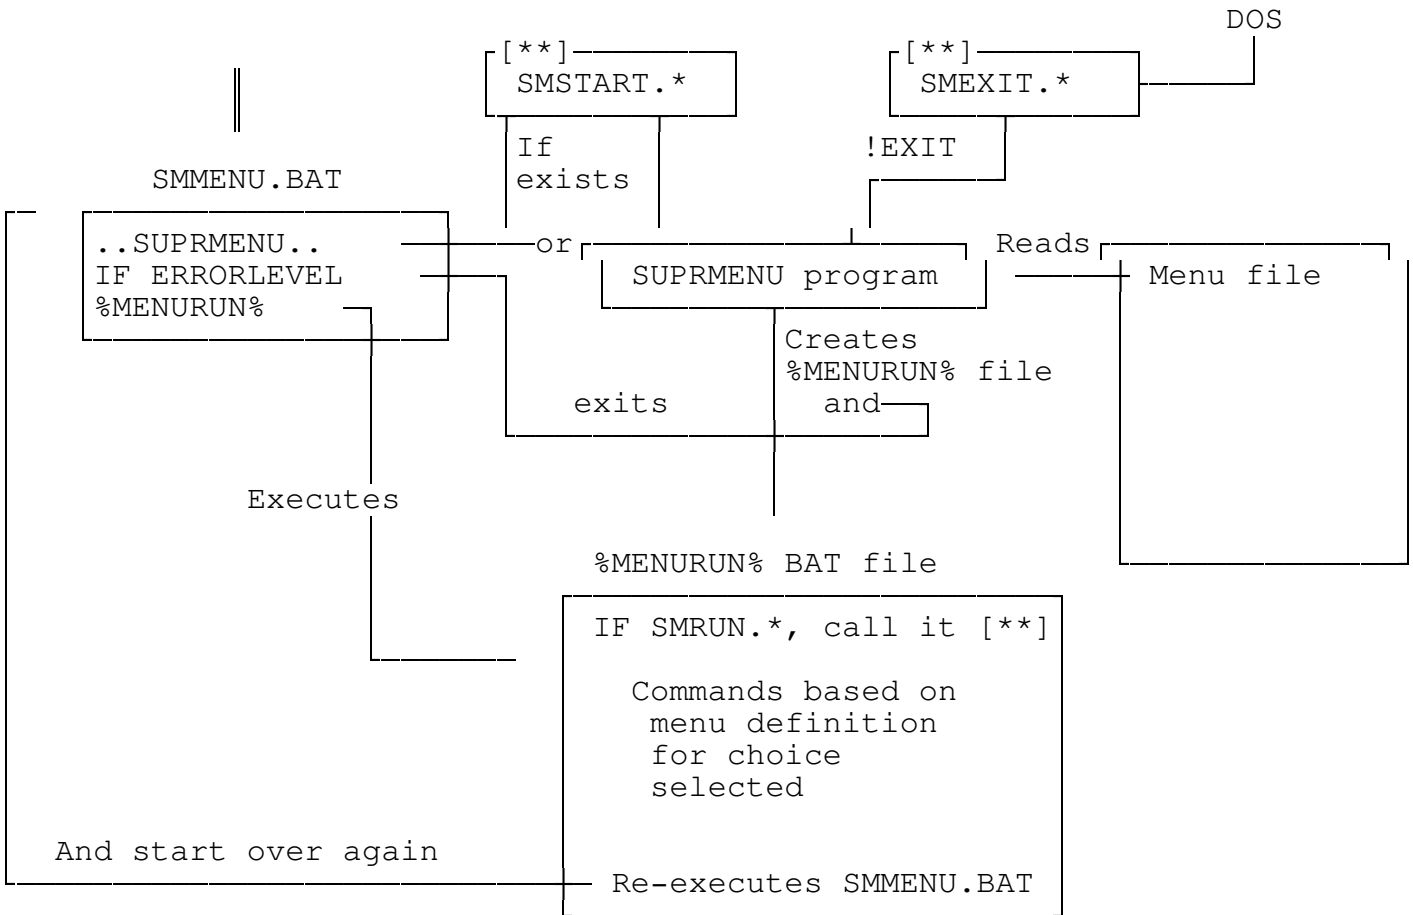 DOS
[**] [**]
SMSTART.* SMEXIT.*
If !EXIT
SMMENU.BAT exists
..SUPRMENU.. or Reads
IF ERRORLEVEL SUPRMENU program Menu file
%MENURUN%
Creates
%MENURUN% file
exits and
Executes
%MENURUN% BAT file
IF SMRUN.*, call it [**]
Commands based on
menu definition
for choice
selected
And start over again
Re-executes SMMENU.BAT